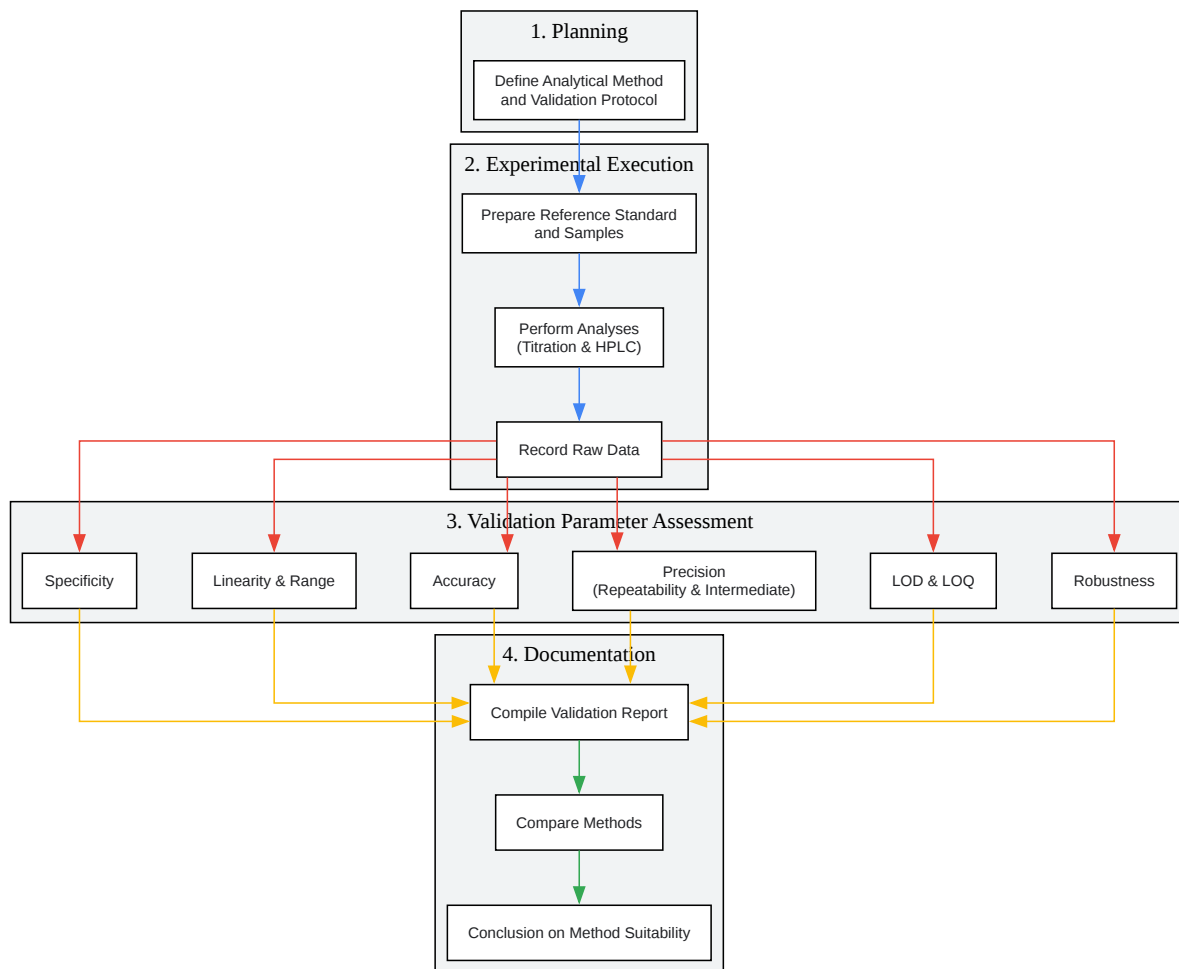 1. Planning
Define Analytical Method
and Validation Protocol
2. Experimental Execution
Prepare Reference Standard
and Samples
Perform Analyses
(Titration & HPLC)
Record Raw Data
3. Validation Parameter Assessment
Specificity
Linearity & Range
Accuracy
Precision
(Repeatability & Intermediate)
LOD & LOQ
Robustness
4. Documentation
Compile Validation Report
Compare Methods
Conclusion on Method Suitability